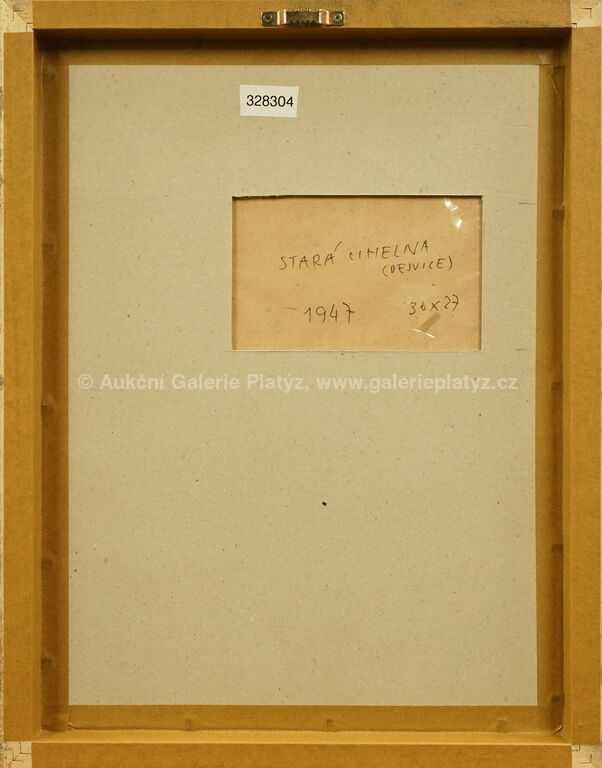 328304
STARÁ CIHELNA
(DEJVICE)
1947 36x27
© Aukční Galerie Platýz, www.galerieplatyz.cz